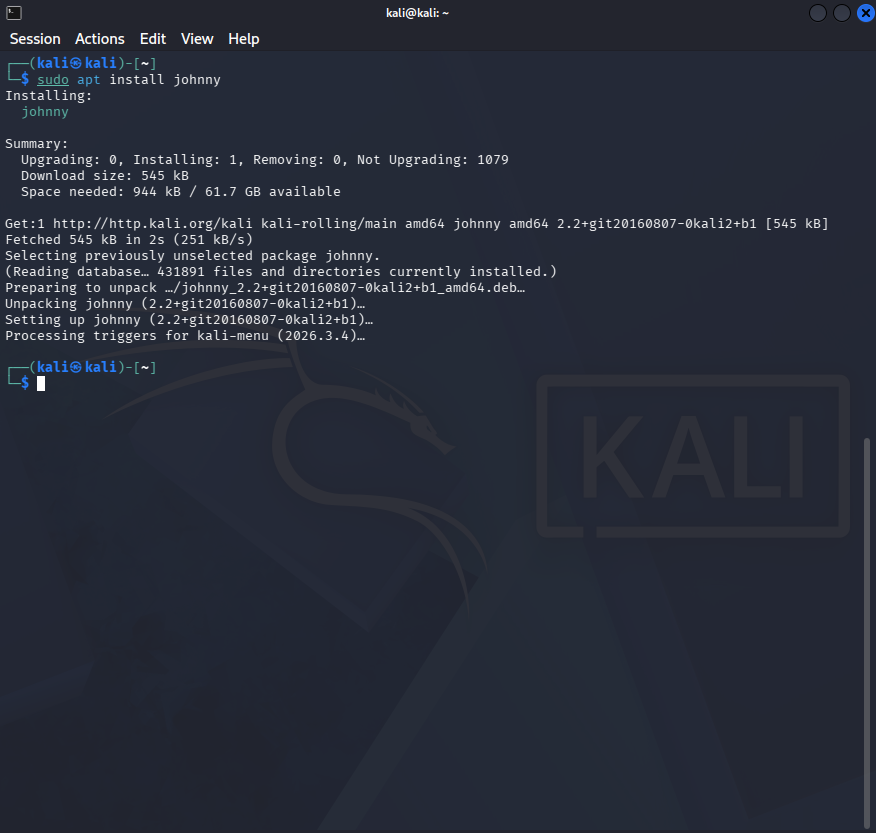 kali@kali: ~
Session Actions Edit View Help
┌──(kali㉿kali)-[~]
└─$ sudo apt install johnny
Installing:
  johnny

Summary:
  Upgrading: 0, Installing: 1, Removing: 0, Not Upgrading: 1079
  Download size: 545 kB
  Space needed: 944 kB / 61.7 GB available

Get:1 http://http.kali.org/kali kali-rolling/main amd64 johnny amd64 2.2+git20160807-0kali2+b1 [545 kB]
Fetched 545 kB in 2s (251 kB/s)
Selecting previously unselected package johnny.
(Reading database… 431891 files and directories currently installed.)
Preparing to unpack …/johnny_2.2+git20160807-0kali2+b1_amd64.deb…
Unpacking johnny (2.2+git20160807-0kali2+b1)…
Setting up johnny (2.2+git20160807-0kali2+b1)…
Processing triggers for kali-menu (2026.3.4)…

┌──(kali㉿kali)-[~]
└─$
KALI